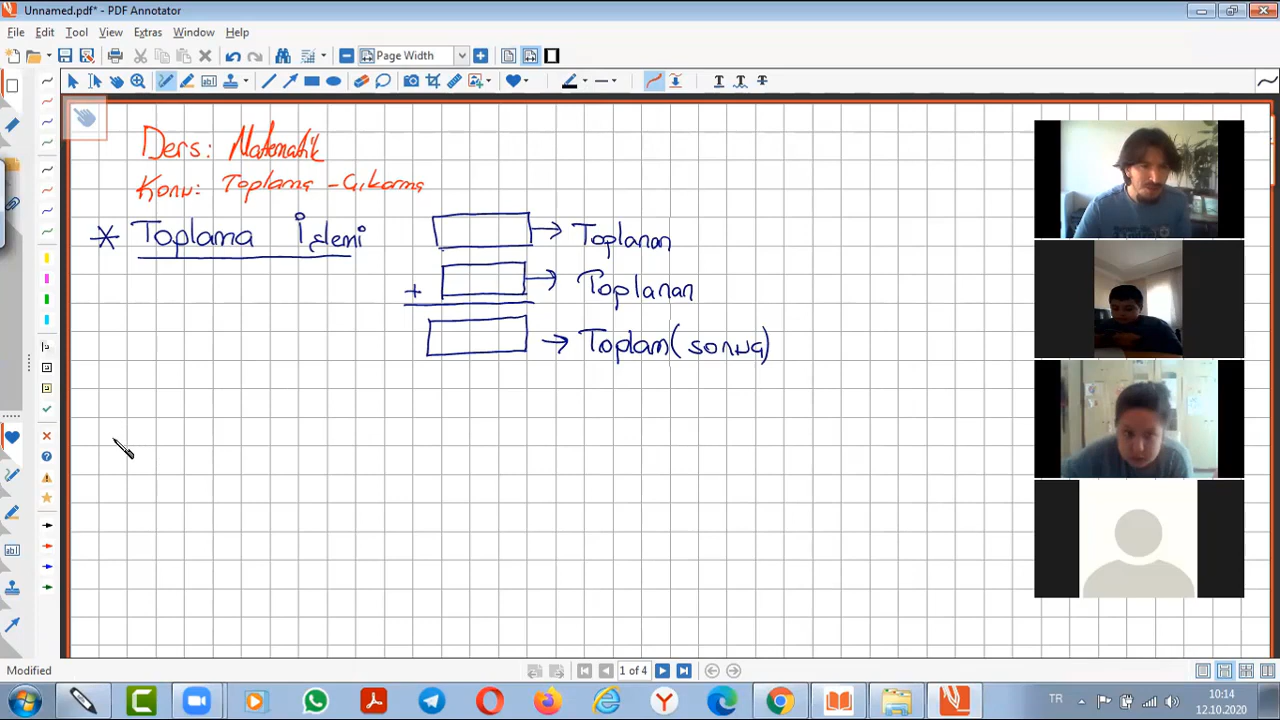 Unnamed.pdf* - PDF Annotator
File Edit Tool View Extras Window Help
Page Width
Ders: Matematik
Konu: Toplama - Çıkarma
* Toplama İşlemi
→ Toplanan
+ → Toplanan
→ Toplam (sonuç)
Modified
1 of 4
TR
10:14
12.10.2020